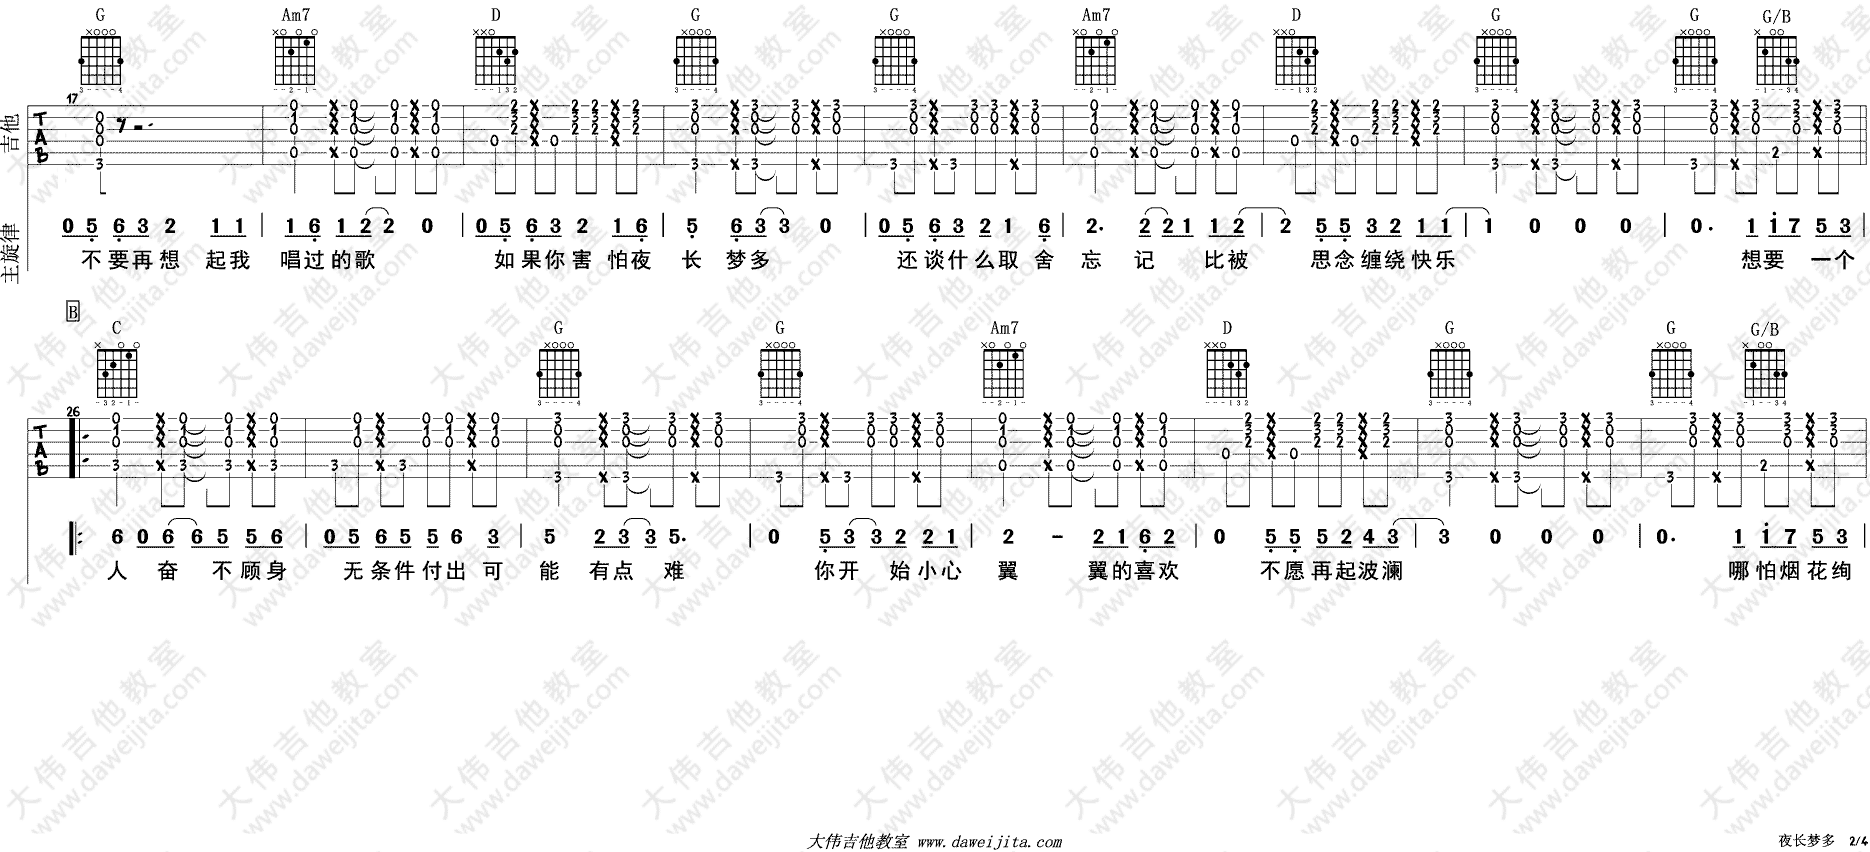 G Am7 D G G Am7 D G G G/B
吉他 17
主旋律 0 5 6 3 2 1 1 | 1 6 1 2 2 0 | 0 5 6 3 2 1 6 | 5 6 3 3 0 | 0 5 6 3 2 1 6 | 2. 2 2 1 1 2 | 2 5 5 3 2 1 1 | 1 0 0 0 | 0. 1 1 7 5 3 |
不要再想 起我 唱过的歌 如果你害 怕夜 长 梦多 还谈什么取 舍 忘 记 比被 思念缠绕快乐 想要 一个
B
C G G Am7 D G G G/B
26
6 0 6 6 5 5 6 | 0 5 6 5 5 6 3 | 5 2 3 3 5. | 0 5 3 3 2 2 2 1 | 2 - 2 1 6 2 | 0 5 5 5 2 4 3 | 3 0 0 0 | 0. 1 1 7 5 3 |
人 奋 不顾身 无条件付出可 能 有点 难 你开 始小心 翼 翼的喜欢 不愿再起波澜 哪怕烟花绚
大伟吉他教室 www.daweijita.com
夜长梦多 2/4